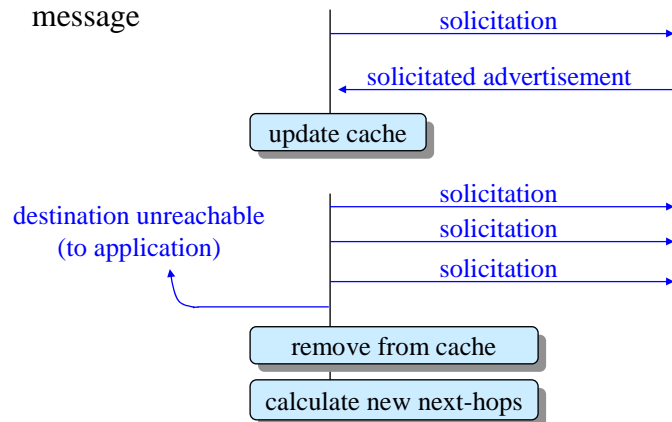 message
solicitation
solicitated advertisement
update cache
destination unreachable
(to application)
solicitation
solicitation
solicitation
remove from cache
calculate new next-hops